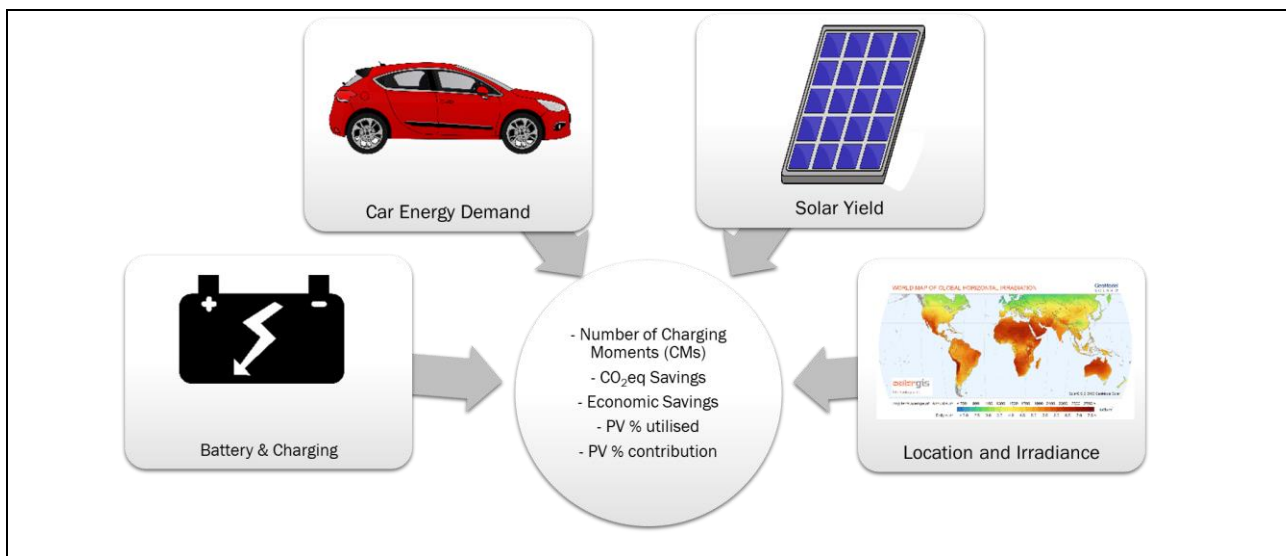 Car Energy Demand
Solar Yield
+
-
Battery & Charging
- Number of Charging
Moments (CMs)
- CO₂eq Savings
- Economic Savings
- PV % utilised
- PV % contribution
WORLD MAP OF GLOBAL HORIZONTAL IRRADIATION
solargis
Location and Irradiance